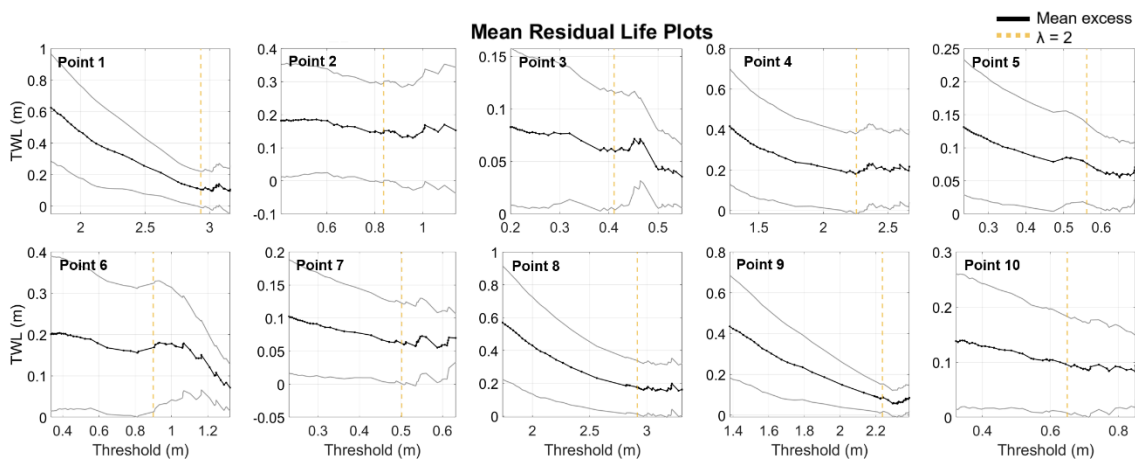 Mean Residual Life Plots
Mean excess
λ = 2
Point 1
1
0.8
0.6
0.4
0.2
0
TWL (m)
2 2.5 3
Point 2
0.4
0.3
0.2
0.1
0
-0.1
0.6 0.8 1
Point 3
0.15
0.1
0.05
0
0.2 0.3 0.4 0.5
Point 4
0.8
0.6
0.4
0.2
0
1.5 2 2.5
Point 5
0.25
0.2
0.15
0.1
0.05
0
0.3 0.4 0.5 0.6
Point 6
0.4
0.3
0.2
0.1
0
TWL (m)
0.4 0.6 0.8 1 1.2
Threshold (m)
Point 7
0.2
0.15
0.1
0.05
0
-0.05
0.3 0.4 0.5 0.6
Threshold (m)
Point 8
1
0.8
0.6
0.4
0.2
0
2 2.5 3
Threshold (m)
Point 9
0.8
0.6
0.4
0.2
0
1.4 1.6 1.8 2 2.2
Threshold (m)
Point 10
0.3
0.2
0.1
0
0.4 0.6 0.8
Threshold (m)